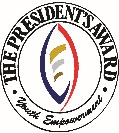 THE PRESIDENT'S AWARD
· Youth Empowerment ·